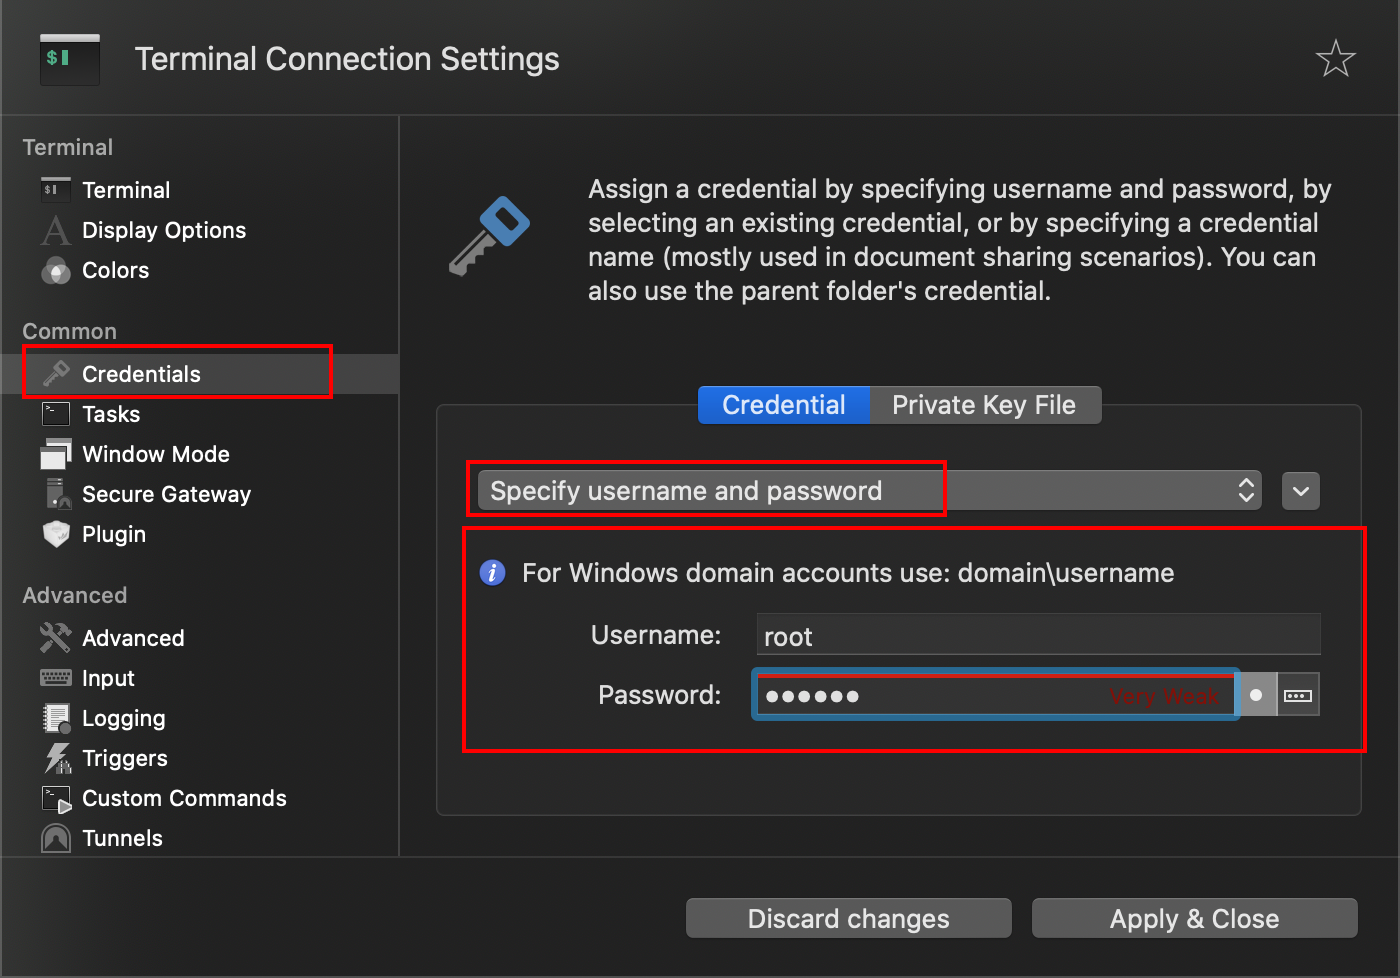 Terminal Connection Settings
Terminal
Terminal
Display Options
Colors
Common
Credentials
Tasks
Window Mode
Secure Gateway
Plugin
Advanced
Advanced
Input
Logging
Triggers
Custom Commands
Tunnels
Assign a credential by specifying username and password, by
selecting an existing credential, or by specifying a credential
name (mostly used in document sharing scenarios). You can
also use the parent folder's credential.
Credential
Private Key File
Specify username and password
For Windows domain accounts use: domain\username
Username: root
Password: ●●●●●● Very Weak
Discard changes
Apply & Close